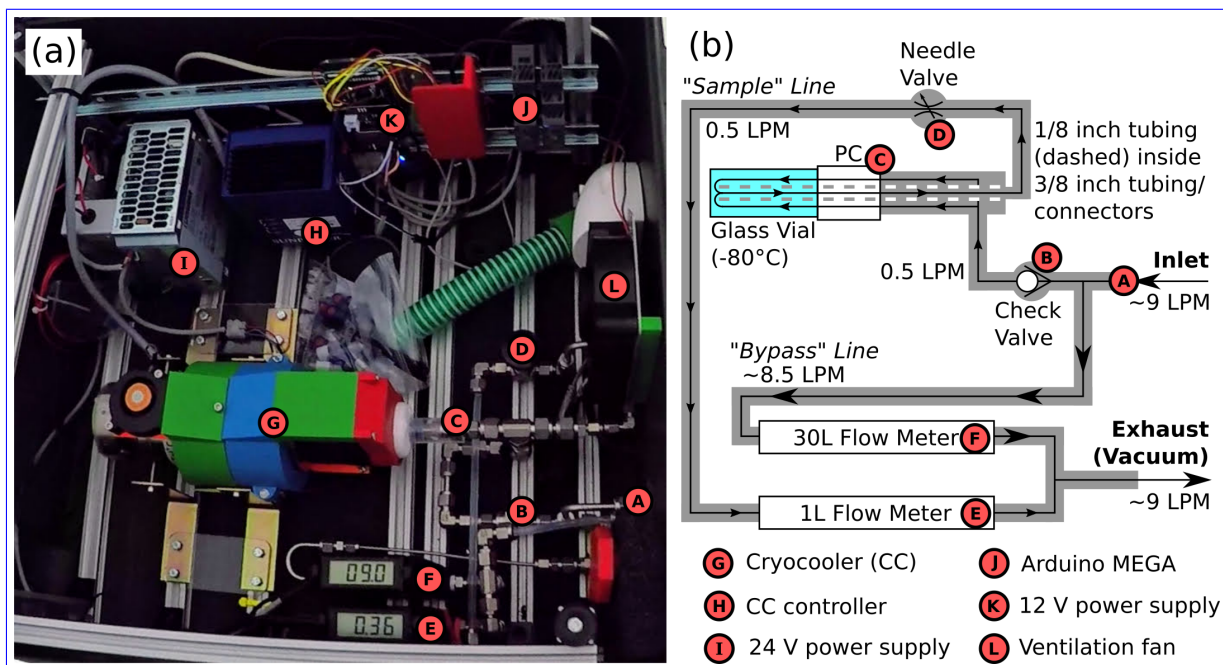 (a)
K
J
H
I
L
D
G
C
B
A
F
E
09.0
0.36
(b)
Needle
Valve
"Sample" Line
D
0.5 LPM
PC
C
1/8 inch tubing
(dashed) inside
3/8 inch tubing/
connectors
Glass Vial
(-80°C)
B
Inlet
0.5 LPM
A
~9 LPM
Check
Valve
"Bypass" Line
~8.5 LPM
30L Flow Meter F
Exhaust
(Vacuum)
~9 LPM
1L Flow Meter E
G Cryocooler (CC)
H CC controller
I 24 V power supply
J Arduino MEGA
K 12 V power supply
L Ventilation fan